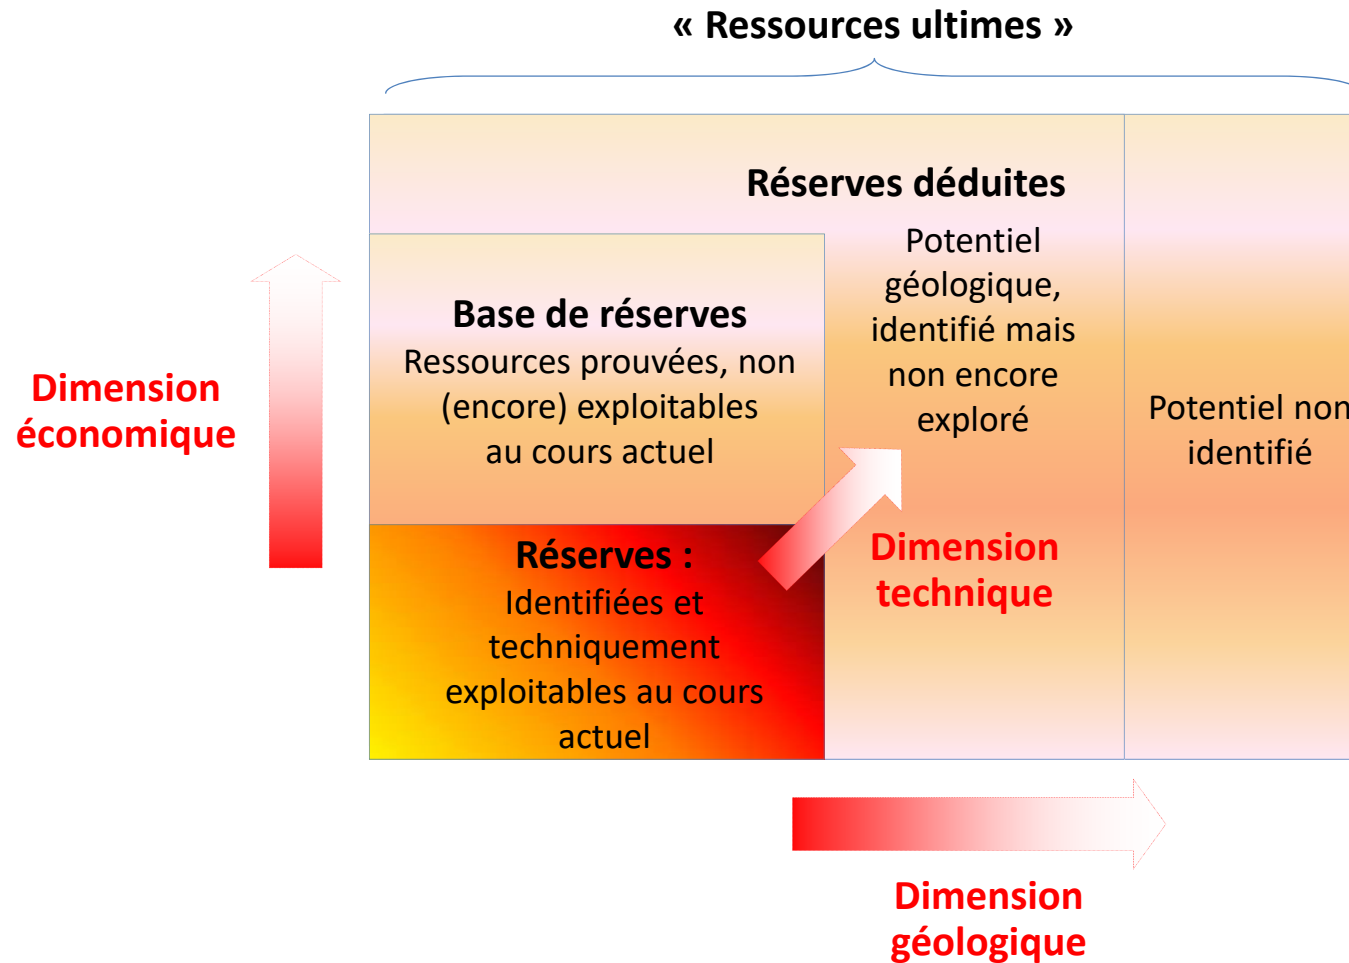 « Ressources ultimes »
Réserves déduites
Potentiel
géologique,
identifié mais
non encore
exploré
Base de réserves
Ressources prouvées, non
(encore) exploitables
au cours actuel
Dimension
économique
Potentiel non
identifié
Réserves :
Identifiées et
techniquement
exploitables au cours
actuel
Dimension
technique
Dimension
géologique